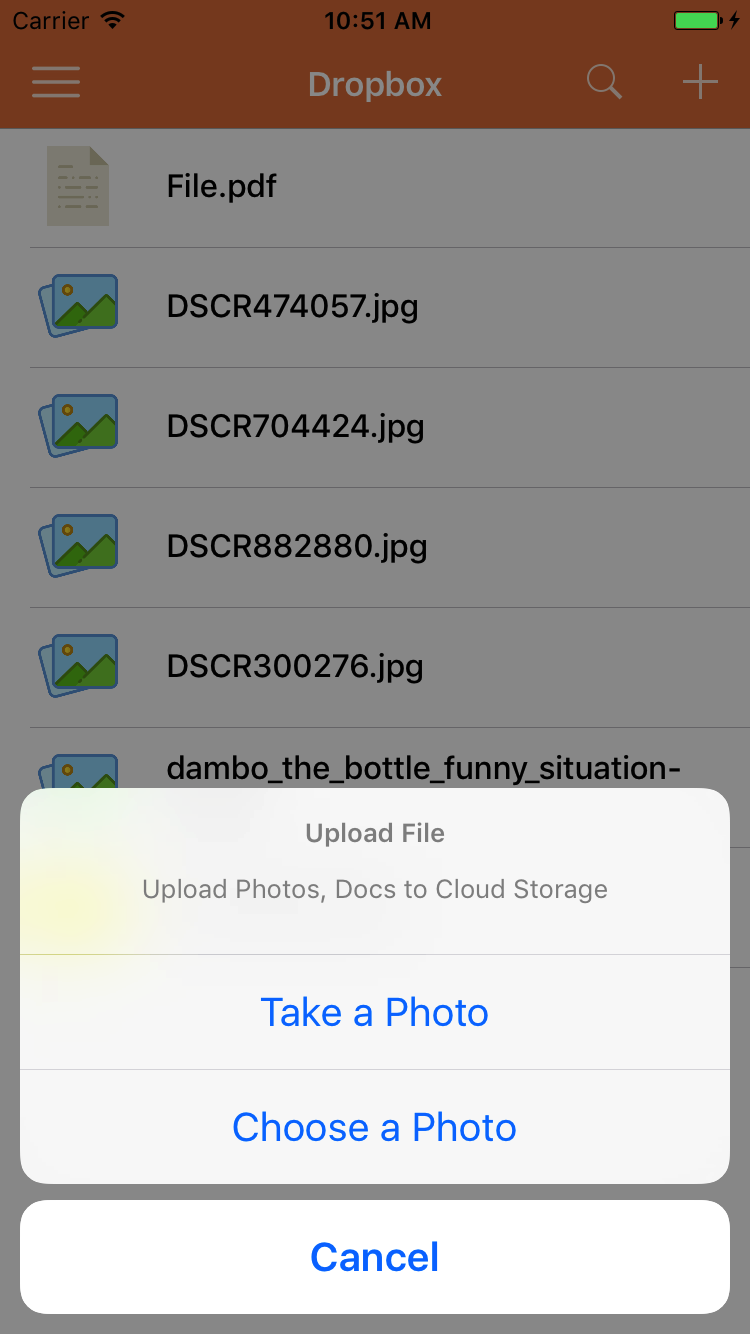 Carrier 10:51 AM
Dropbox
File.pdf
DSCR474057.jpg
DSCR704424.jpg
DSCR882880.jpg
DSCR300276.jpg
dambo_the_bottle_funny_situation-
Upload File
Upload Photos, Docs to Cloud Storage
Take a Photo
Choose a Photo
Cancel